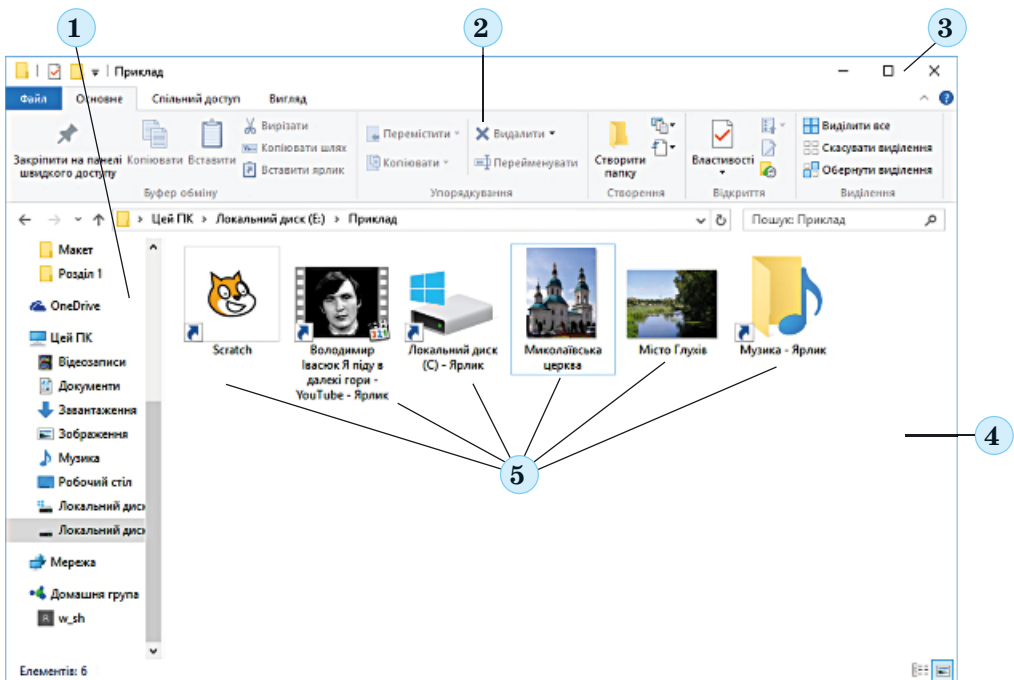 1
2
3
Приклад
Файл Основне Спільний доступ Вигляд
Закріпити на панелі швидкого доступу
Копіювати
Вставити
Вирізати
Копіювати шлях
Вставити ярлик
Буфер обміну
Перемістити
Копіювати
Видалити
Перейменувати
Упорядкування
Створити папку
Створення
Властивості
Відкриття
Виділити все
Скасувати виділення
Обернути виділення
Виділення
Цей ПК › Локальний диск (E:) › Приклад
Пошук: Приклад
Макет
Розділ 1
OneDrive
Цей ПК
Відеозаписи
Документи
Завантаження
Зображення
Музика
Робочий стіл
Локальний диск
Локальний диск
Мережа
Домашня група
w_sh
Scratch
Володимир
Івасюк Я піду в
далекі гори -
YouTube - Ярлик
Локальний диск
(C) - Ярлик
Миколаївська
церква
Місто Глухів
Музика - Ярлик
4
5
Елементів: 6